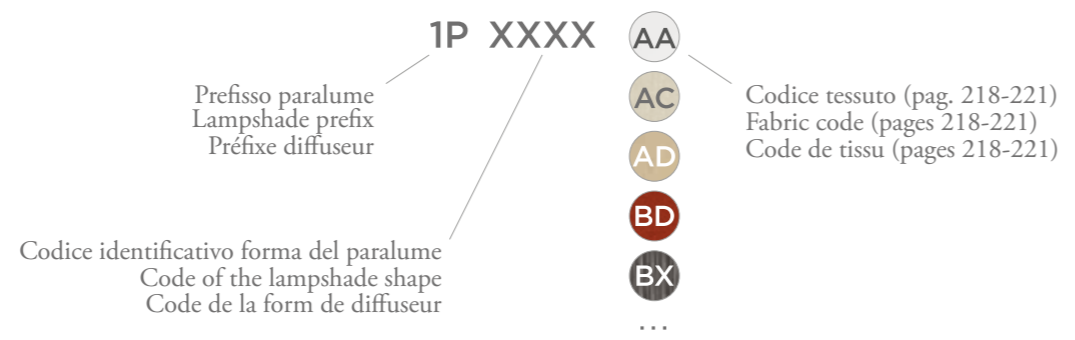 1P XXXX AA
Prefisso paralume
Lampshade prefix
Préfixe diffuseur
AC
AD
BD
BX
...
Codice tessuto (pag. 218-221)
Fabric code (pages 218-221)
Code de tissu (pages 218-221)
Codice identificativo forma del paralume
Code of the lampshade shape
Code de la form de diffuseur